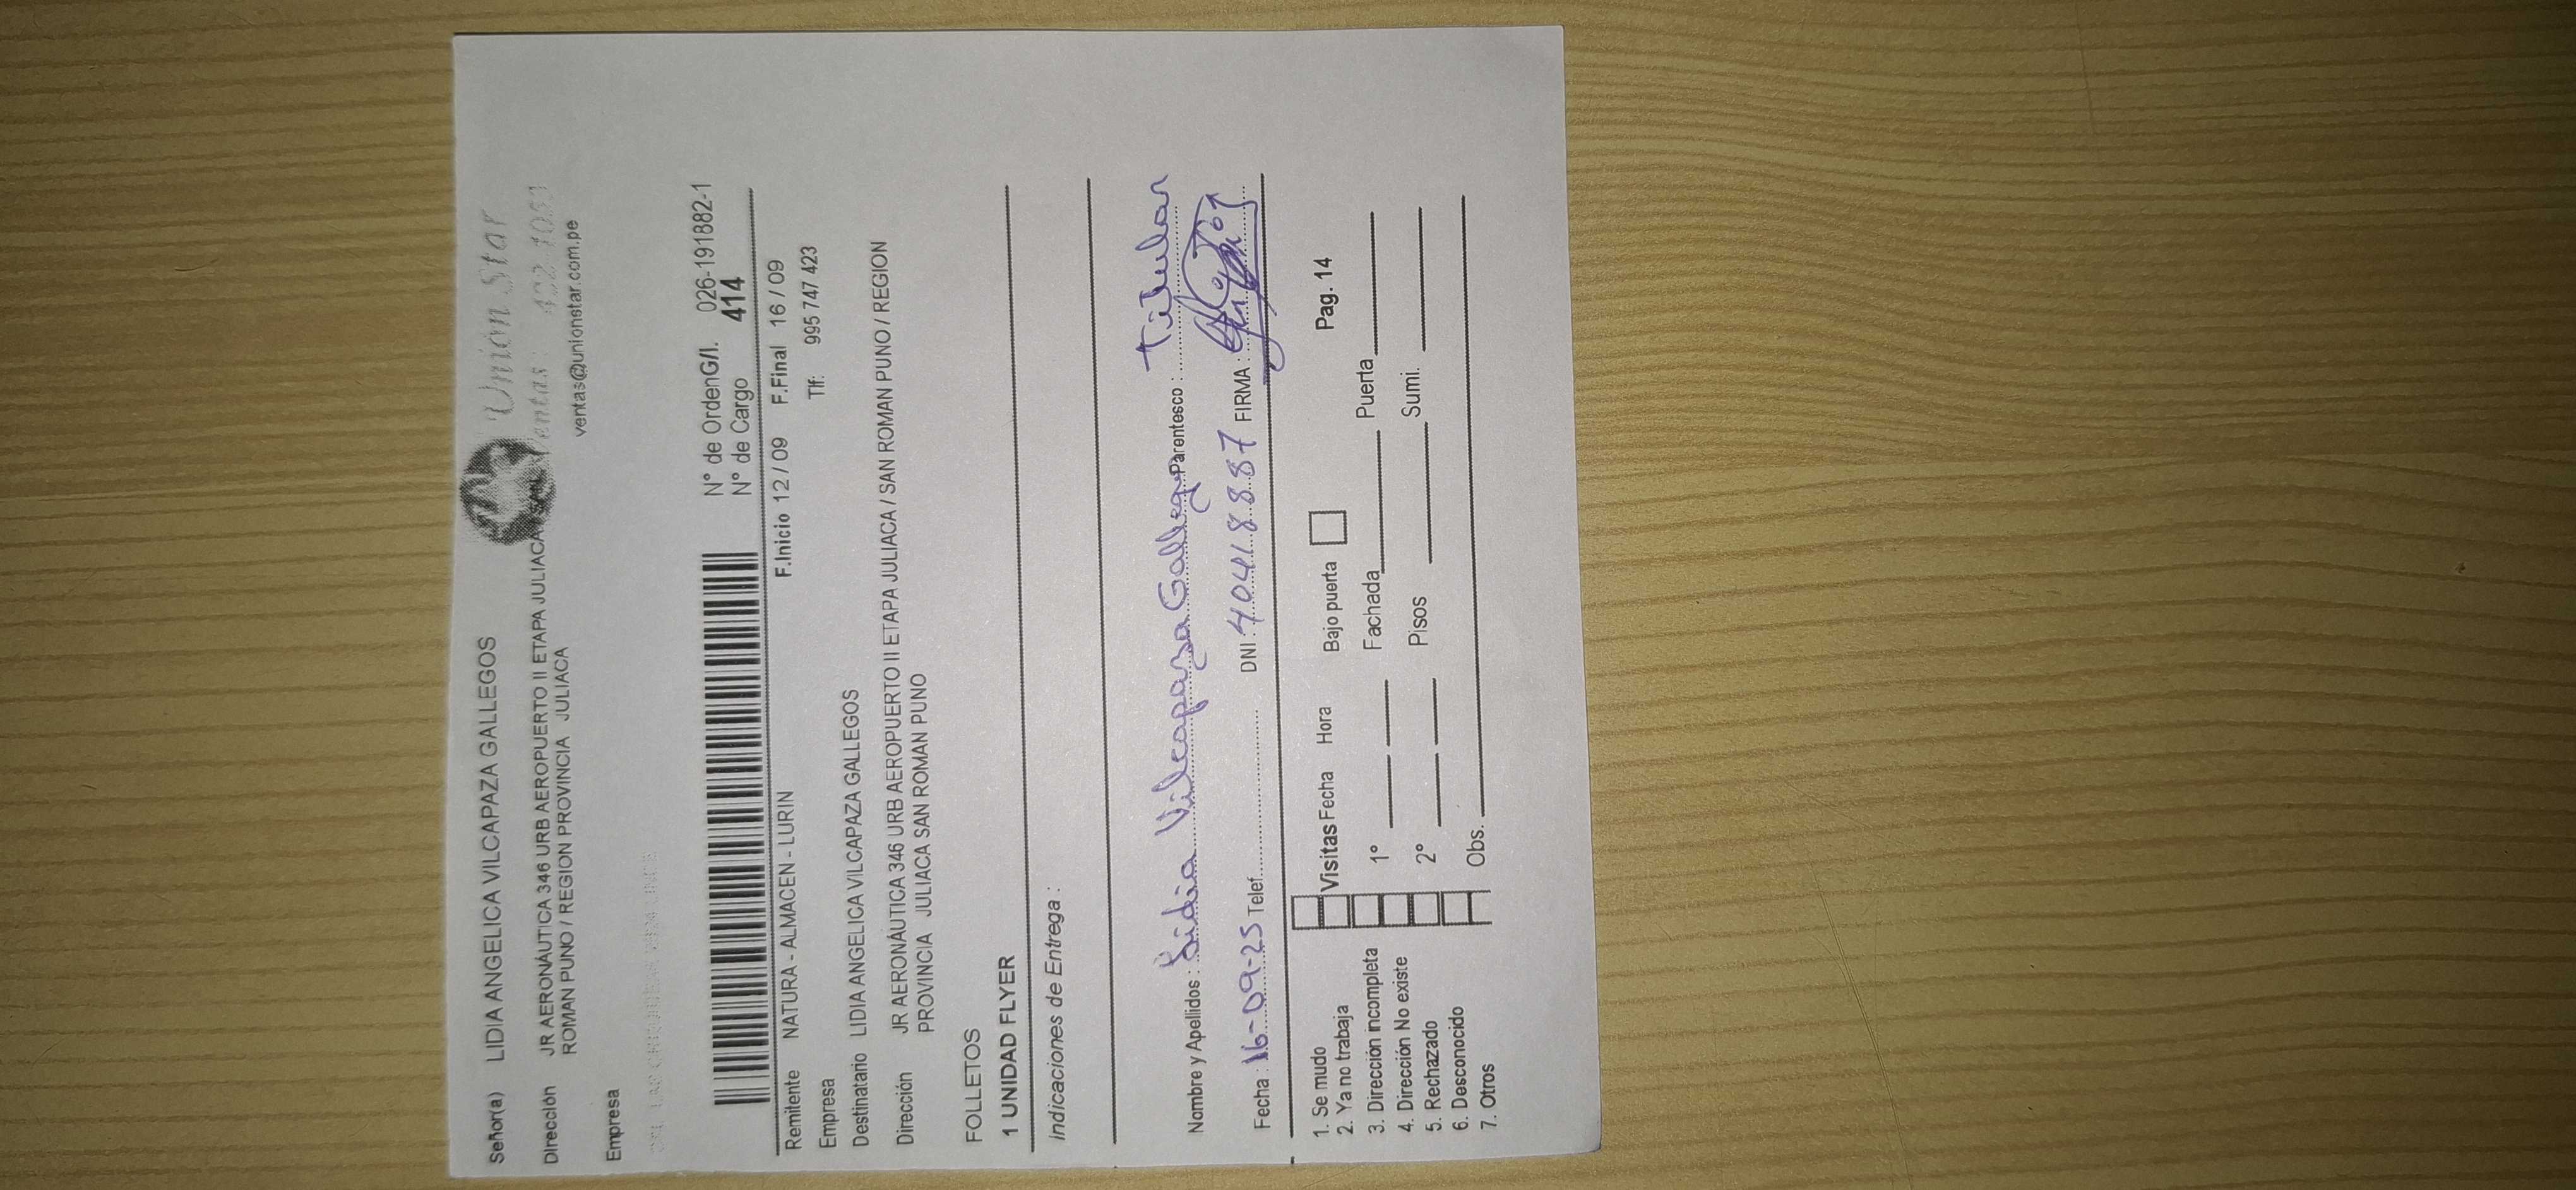 Señor(a) LIDIA ANGELICA VILCAPAZA GALLEGOS
Unión Star
Dirección JR AERONÁUTICA 346 URB AEROPUERTO II ETAPA JULIACA / SAN
ROMAN PUNO / REGION PROVINCIA JULIACA
Ventas: 422 1051
ventas@unionstar.com.pe
Empresa
N° de OrdenG/I. 026-191882-1
N° de Cargo 414
F.Inicio 12 / 09 F.Final 16 / 09
Remitente NATURA - ALMACEN - LURIN Tlf: 995 747 423
Empresa
Destinatario LIDIA ANGELICA VILCAPAZA GALLEGOS
Dirección JR AERONÁUTICA 346 URB AEROPUERTO II ETAPA JULIACA / SAN ROMAN PUNO / REGION
PROVINCIA JULIACA SAN ROMAN PUNO
FOLLETOS
1 UNIDAD FLYER
Indicaciones de Entrega :
Nombre y Apellidos : Lidia Vilcapaza Gallegos Parentesco : Titular
Fecha : 16-09-25 Telef. DNI : 40418887 FIRMA :
1. Se mudo
2. Ya no trabaja Visitas Fecha Hora Bajo puerta Pag. 14
3. Dirección incompleta 1° Fachada Puerta
4. Dirección No existe
5. Rechazado 2° Pisos Sumi.
6. Desconocido
7. Otros Obs.